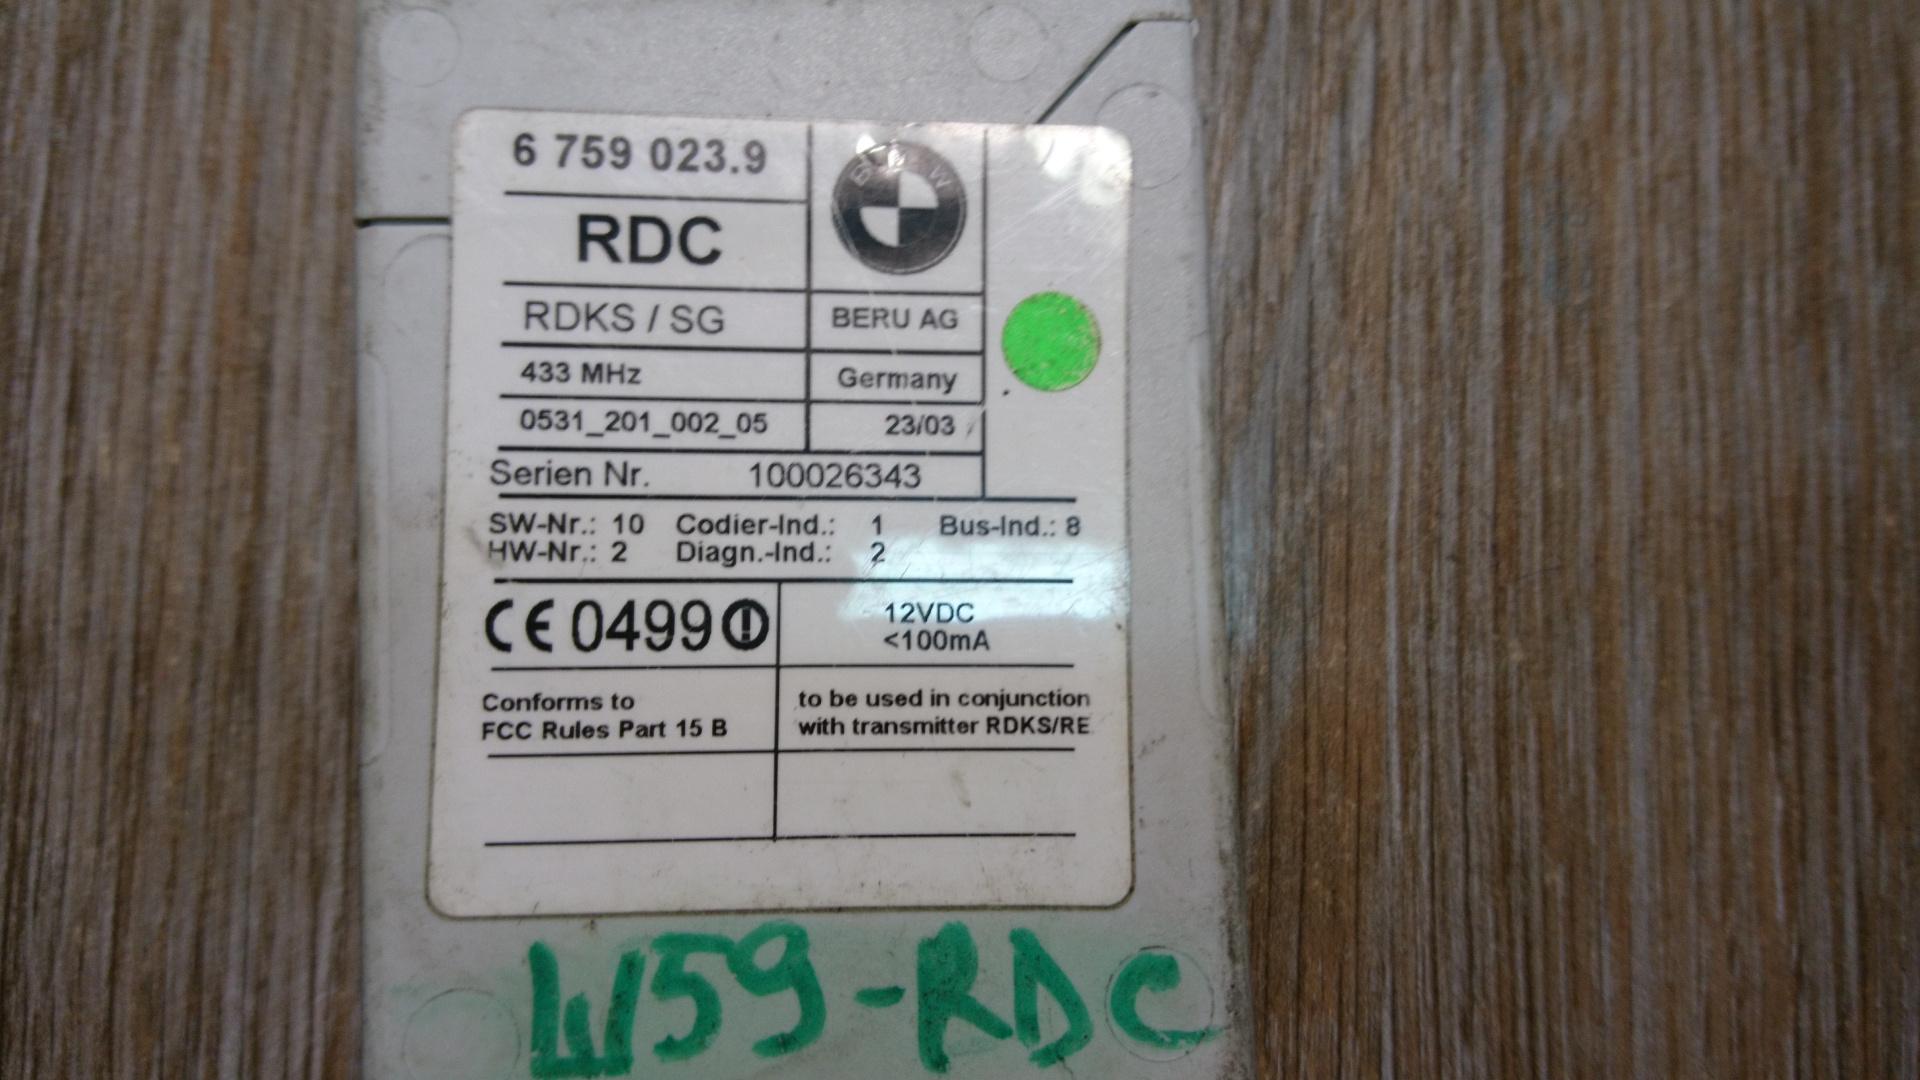 6 759 023.9
BMW
RDC
RDKS / SG
BERU AG
433 MHz
Germany
0531_201_002_05
23/03
Serien Nr. 100026343
SW-Nr.: 10 Codier-Ind.: 1 Bus-Ind.: 8
HW-Nr.: 2 Diagn.-Ind.: 2
CE 0499
12VDC
<100mA
Conforms to
FCC Rules Part 15 B
to be used in conjunction
with transmitter RDKS/RE
W59-RDC